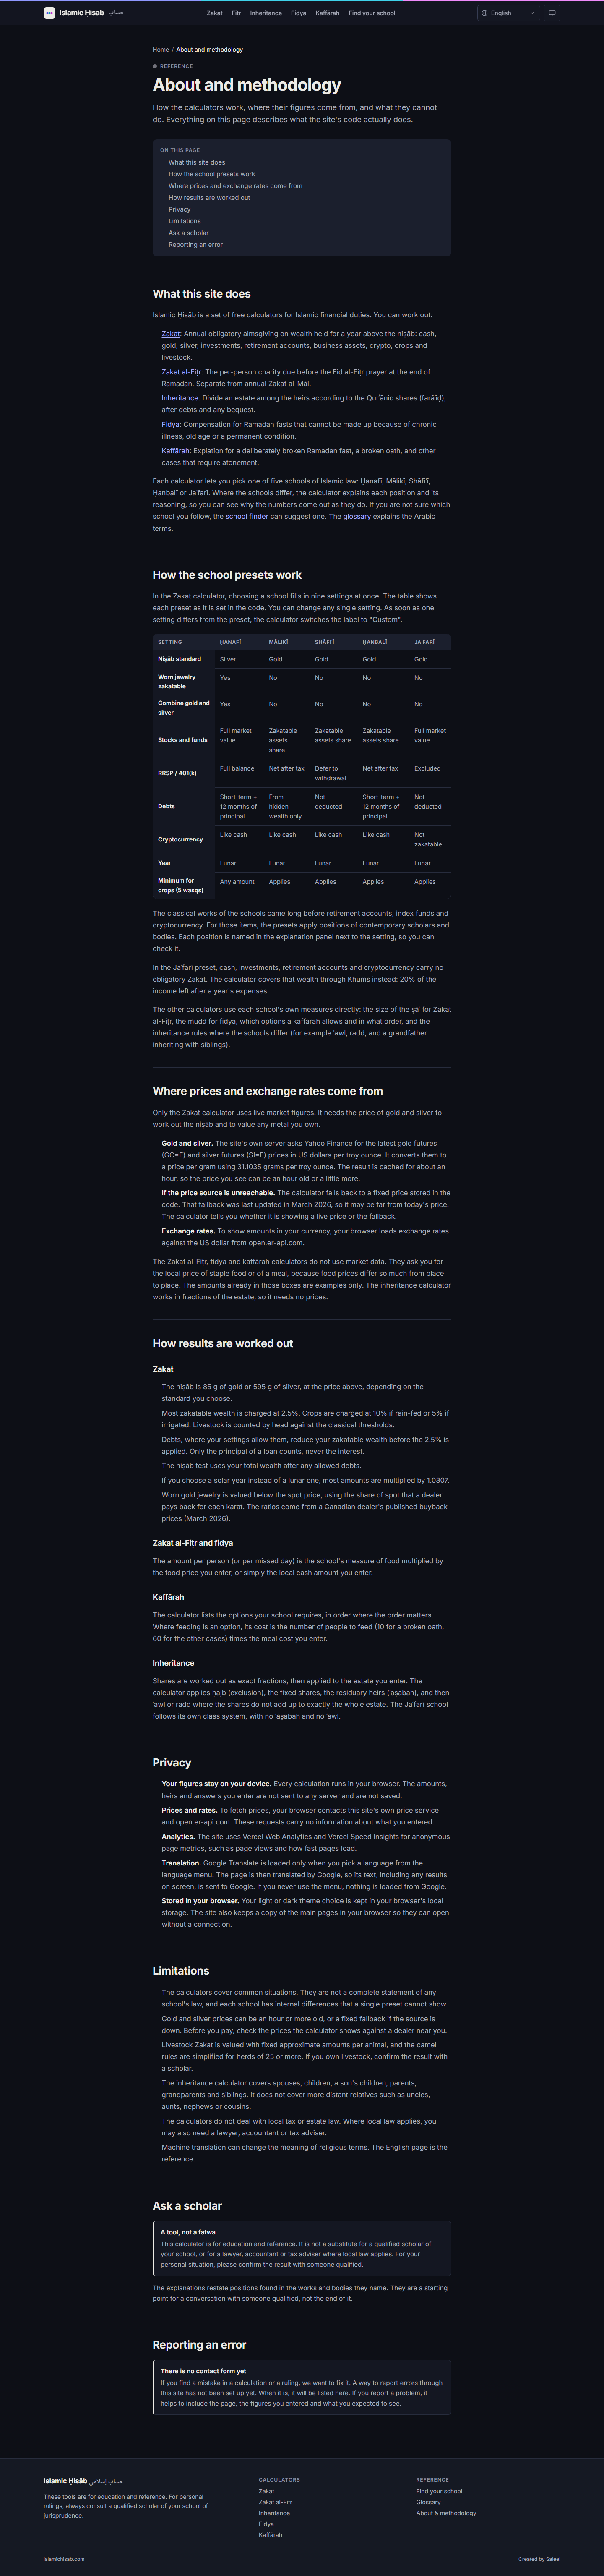 Islamic Ḥisāb حساب
Zakat Fiṭr Inheritance Fidya Kaffārah Find your school
English
Home / About and methodology
REFERENCE
About and methodology
How the calculators work, where their figures come from, and what they cannot
do. Everything on this page describes what the site's code actually does.
ON THIS PAGE
What this site does
How the school presets work
Where prices and exchange rates come from
How results are worked out
Privacy
Limitations
Ask a scholar
Reporting an error
What this site does
Islamic Ḥisāb is a set of free calculators for Islamic financial duties. You can work out:
Zakat: Annual obligatory almsgiving on wealth held for a year above the niṣāb: cash,
gold, silver, investments, retirement accounts, business assets, crypto, crops and
livestock.
Zakat al-Fiṭr: The per-person charity due before the Eid al-Fiṭr prayer at the end of
Ramadan. Separate from annual Zakat al-Māl.
Inheritance: Divide an estate among the heirs according to the Qurʾānic shares (farāʾiḍ),
after debts and any bequest.
Fidya: Compensation for Ramadan fasts that cannot be made up because of chronic
illness, old age or a permanent condition.
Kaffārah: Expiation for a deliberately broken Ramadan fast, a broken oath, and other
cases that require atonement.
Each calculator lets you pick one of five schools of Islamic law: Ḥanafī, Mālikī, Shāfiʿī,
Ḥanbalī or Jaʿfarī. Where the schools differ, the calculator explains each position and its
reasoning, so you can see why the numbers come out as they do. If you are not sure which
school you follow, the school finder can suggest one. The glossary explains the Arabic
terms.
How the school presets work
In the Zakat calculator, choosing a school fills in nine settings at once. The table shows
each preset as it is set in the code. You can change any single setting. As soon as one
setting differs from the preset, the calculator switches the label to "Custom".
SETTING ḤANAFĪ MĀLIKĪ SHĀFIʿĪ ḤANBALĪ JAʿFARĪ
Niṣāb standard Silver Gold Gold Gold Gold
Worn jewelry zakatable Yes No No No No
Combine gold and silver Yes No No No No
Stocks and funds Full market value Zakatable assets share Zakatable assets share Zakatable assets share Full market value
RRSP / 401(k) Full balance Net after tax Defer to withdrawal Net after tax Excluded
Debts Short-term + 12 months of principal From hidden wealth only Not deducted Short-term + 12 months of principal Not deducted
Cryptocurrency Like cash Like cash Like cash Like cash Not zakatable
Year Lunar Lunar Lunar Lunar Lunar
Minimum for crops (5 wasqs) Any amount Applies Applies Applies Applies
The classical works of the schools came long before retirement accounts, index funds and
cryptocurrency. For those items, the presets apply positions of contemporary scholars and
bodies. Each position is named in the explanation panel next to the setting, so you can
check it.
In the Jaʿfarī preset, cash, investments, retirement accounts and cryptocurrency carry no
obligatory Zakat. The calculator covers that wealth through Khums instead: 20% of the
income left after a year's expenses.
The other calculators use each school's own measures directly: the size of the ṣāʿ for Zakat
al-Fiṭr, the mudd for fidya, which options a kaffārah allows and in what order, and the
inheritance rules where the schools differ (for example ʿawl, radd, and a grandfather
inheriting with siblings).
Where prices and exchange rates come from
Only the Zakat calculator uses live market figures. It needs the price of gold and silver to
work out the niṣāb and to value any metal you own.
Gold and silver. The site's own server asks Yahoo Finance for the latest gold futures
(GC=F) and silver futures (SI=F) prices in US dollars per troy ounce. It converts them to
a price per gram using 31.1035 grams per troy ounce. The result is cached for about an
hour, so the price you see can be an hour old or a little more.
If the price source is unreachable. The calculator falls back to a fixed price stored in the
code. That fallback was last updated in March 2026, so it may be far from today's price.
The calculator tells you whether it is showing a live price or the fallback.
Exchange rates. To show amounts in your currency, your browser loads exchange rates
against the US dollar from open.er-api.com.
The Zakat al-Fiṭr, fidya and kaffārah calculators do not use market data. They ask you for
the local price of staple food or of a meal, because food prices differ so much from place
to place. The amounts already in those boxes are examples only. The inheritance calculator
works in fractions of the estate, so it needs no prices.
How results are worked out
Zakat
The niṣāb is 85 g of gold or 595 g of silver, at the price above, depending on the
standard you choose.
Most zakatable wealth is charged at 2.5%. Crops are charged at 10% if rain-fed or 5% if
irrigated. Livestock is counted by head against the classical thresholds.
Debts, where your settings allow them, reduce your zakatable wealth before the 2.5% is
applied. Only the principal of a loan counts, never the interest.
The niṣāb test uses your total wealth after any allowed debts.
If you choose a solar year instead of a lunar one, most amounts are multiplied by 1.0307.
Worn gold jewelry is valued below the spot price, using the share of spot that a dealer
pays back for each karat. The ratios come from a Canadian dealer's published buyback
prices (March 2026).
Zakat al-Fiṭr and fidya
The amount per person (or per missed day) is the school's measure of food multiplied by
the food price you enter, or simply the local cash amount you enter.
Kaffārah
The calculator lists the options your school requires, in order where the order matters.
Where feeding is an option, its cost is the number of people to feed (10 for a broken oath,
60 for the other cases) times the meal cost you enter.
Inheritance
Shares are worked out as exact fractions, then applied to the estate you enter. The
calculator applies ḥajb (exclusion), the fixed shares, the residuary heirs (ʿaṣabah), and then
ʿawl or radd where the shares do not add up to exactly the whole estate. The Jaʿfarī school
follows its own class system, with no ʿaṣabah and no ʿawl.
Privacy
Your figures stay on your device. Every calculation runs in your browser. The amounts,
heirs and answers you enter are not sent to any server and are not saved.
Prices and rates. To fetch prices, your browser contacts this site's own price service
and open.er-api.com. These requests carry no information about what you entered.
Analytics. The site uses Vercel Web Analytics and Vercel Speed Insights for anonymous
page metrics, such as page views and how fast pages load.
Translation. Google Translate is loaded only when you pick a language from the
language menu. The page is then translated by Google, so its text, including any results
on screen, is sent to Google. If you never use the menu, nothing is loaded from Google.
Stored in your browser. Your light or dark theme choice is kept in your browser's local
storage. The site also keeps a copy of the main pages in your browser so they can open
without a connection.
Limitations
The calculators cover common situations. They are not a complete statement of any
school's law, and each school has internal differences that a single preset cannot show.
Gold and silver prices can be an hour or more old, or a fixed fallback if the source is
down. Before you pay, check the prices the calculator shows against a dealer near you.
Livestock Zakat is valued with fixed approximate amounts per animal, and the camel
rules are simplified for herds of 25 or more. If you own livestock, confirm the result with
a scholar.
The inheritance calculator covers spouses, children, a son's children, parents,
grandparents and siblings. It does not cover more distant relatives such as uncles,
aunts, nephews or cousins.
The calculators do not deal with local tax or estate law. Where local law applies, you
may also need a lawyer, accountant or tax adviser.
Machine translation can change the meaning of religious terms. The English page is the
reference.
Ask a scholar
A tool, not a fatwa
This calculator is for education and reference. It is not a substitute for a qualified scholar of
your school, or for a lawyer, accountant or tax adviser where local law applies. For your
personal situation, please confirm the result with someone qualified.
The explanations restate positions found in the works and bodies they name. They are a starting
point for a conversation with someone qualified, not the end of it.
Reporting an error
There is no contact form yet
If you find a mistake in a calculation or a ruling, we want to fix it. A way to report errors through
this site has not been set up yet. When it is, it will be listed here. If you report a problem, it
helps to include the page, the figures you entered and what you expected to see.
Islamic Ḥisāb حساب إسلامي
These tools are for education and reference. For personal
rulings, always consult a qualified scholar of your school of
jurisprudence.
CALCULATORS
Zakat
Zakat al-Fiṭr
Inheritance
Fidya
Kaffārah
REFERENCE
Find your school
Glossary
About & methodology
islamichisab.com
Created by Saleel